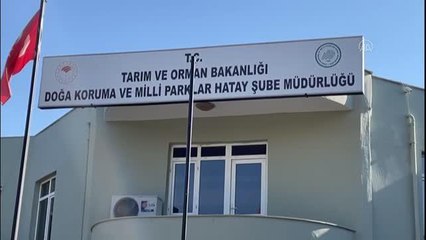 T.C.
TARIM VE ORMAN BAKANLIĞI
DOĞA KORUMA VE MİLLİ PARKLAR HATAY ŞUBE MÜDÜRLÜĞÜ